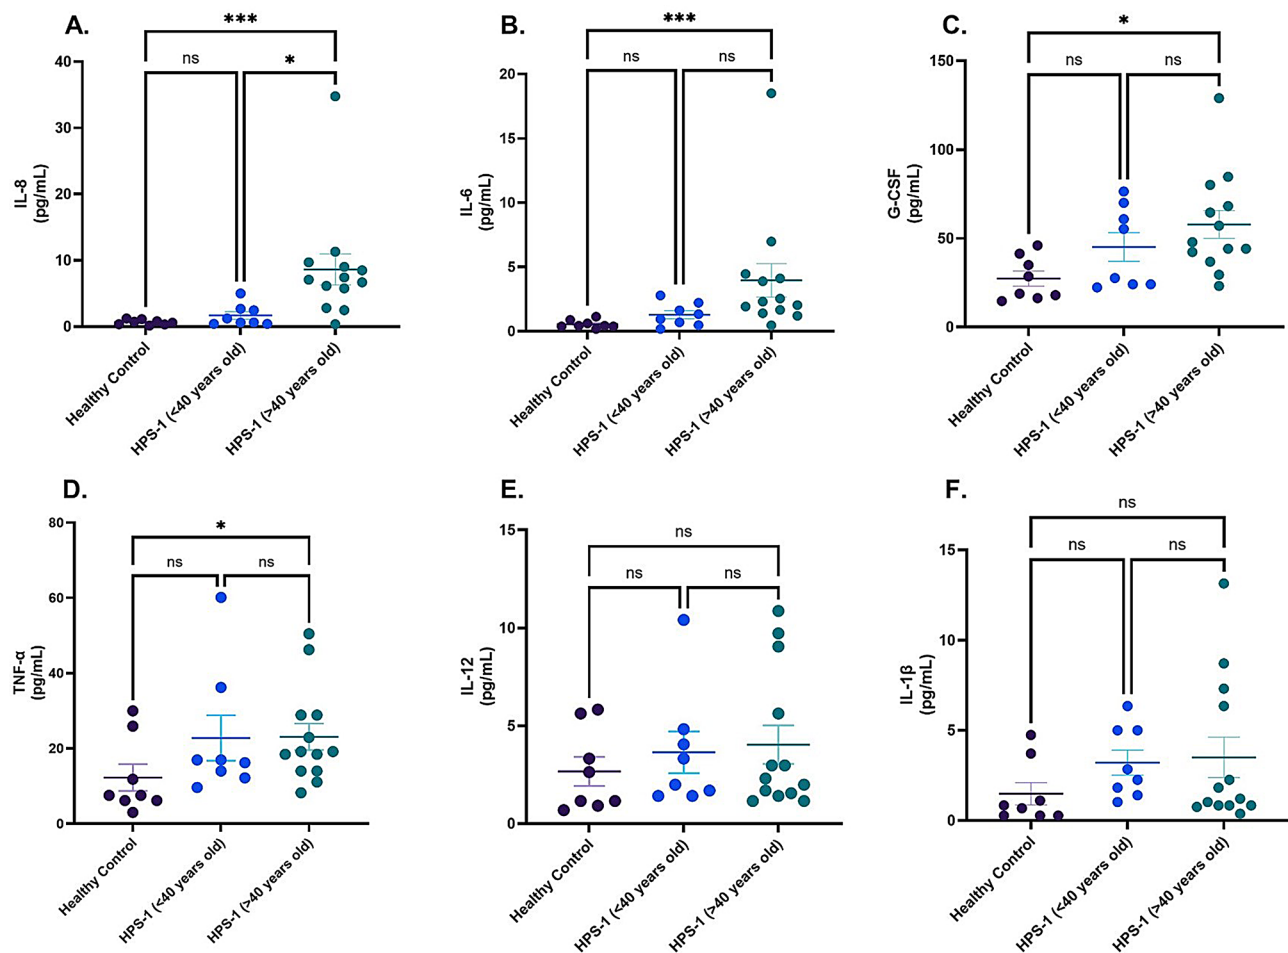 A.
***
ns
*
40
30
20
10
0
IL-8
(pg/mL)
Healthy Control
HPS-1 (<40 years old)
HPS-1 (>40 years old)
B.
***
ns
ns
20
15
10
5
0
IL-6
(pg/mL)
Healthy Control
HPS-1 (<40 years old)
HPS-1 (>40 years old)
C.
*
ns
ns
150
100
50
0
G-CSF
(pg/mL)
Healthy Control
HPS-1 (<40 years old)
HPS-1 (>40 years old)
D.
*
ns
ns
80
60
40
20
0
TNF-α
(pg/mL)
Healthy Control
HPS-1 (<40 years old)
HPS-1 (>40 years old)
E.
ns
ns
ns
15
10
5
0
IL-12
(pg/mL)
Healthy Control
HPS-1 (<40 years old)
HPS-1 (>40 years old)
F.
ns
ns
ns
15
10
5
0
IL-1β
(pg/mL)
Healthy Control
HPS-1 (<40 years old)
HPS-1 (>40 years old)